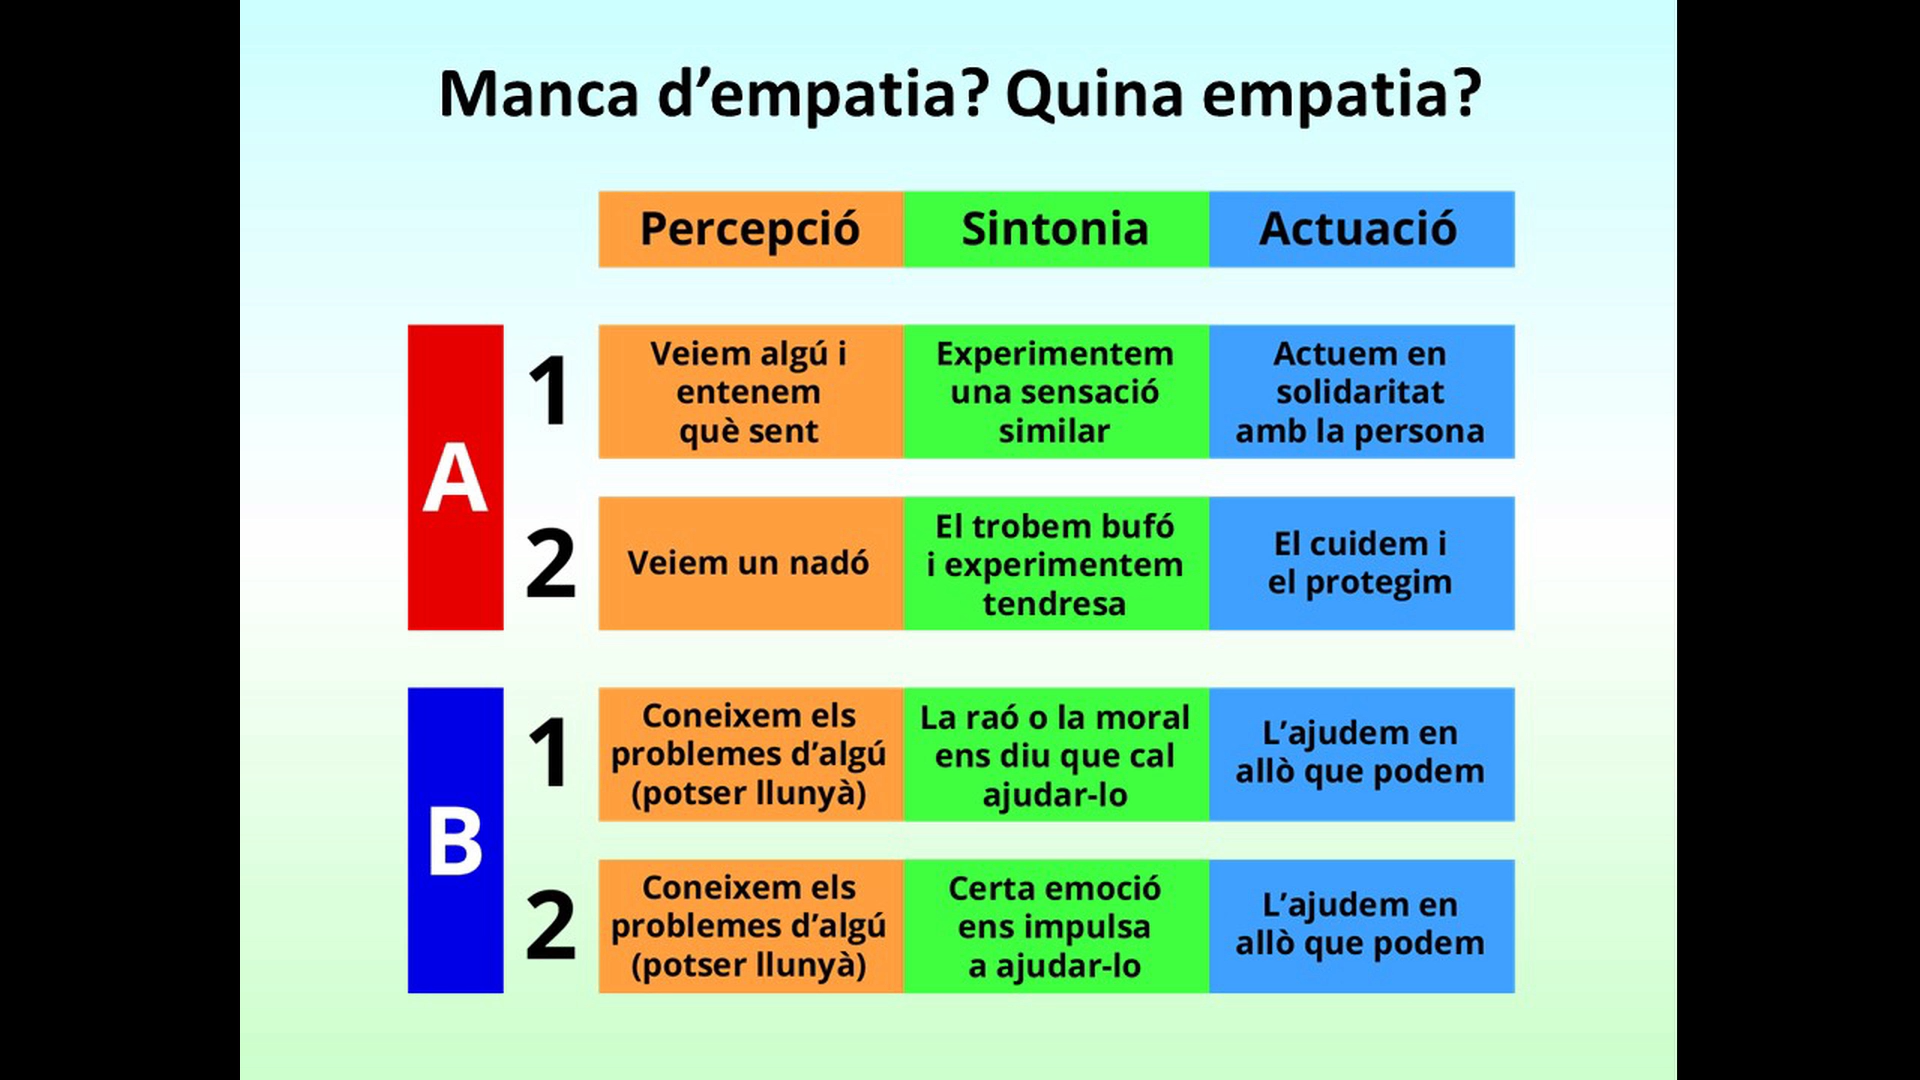 Manca d’empatia? Quina empatia?
Percepció
Sintonia
Actuació
A
1
Veiem algú i
entenem
què sent
Experimentem
una sensació
similar
Actuem en
solidaritat
amb la persona
2
Veiem un nadó
El trobem bufó
i experimentem
tendresa
El cuidem i
el protegim
B
1
Coneixem els
problemes d’algú
(potser llunyà)
La raó o la moral
ens diu que cal
ajudar-lo
L’ajudem en
allò que podem
2
Coneixem els
problemes d’algú
(potser llunyà)
Certa emoció
ens impulsa
a ajudar-lo
L’ajudem en
allò que podem